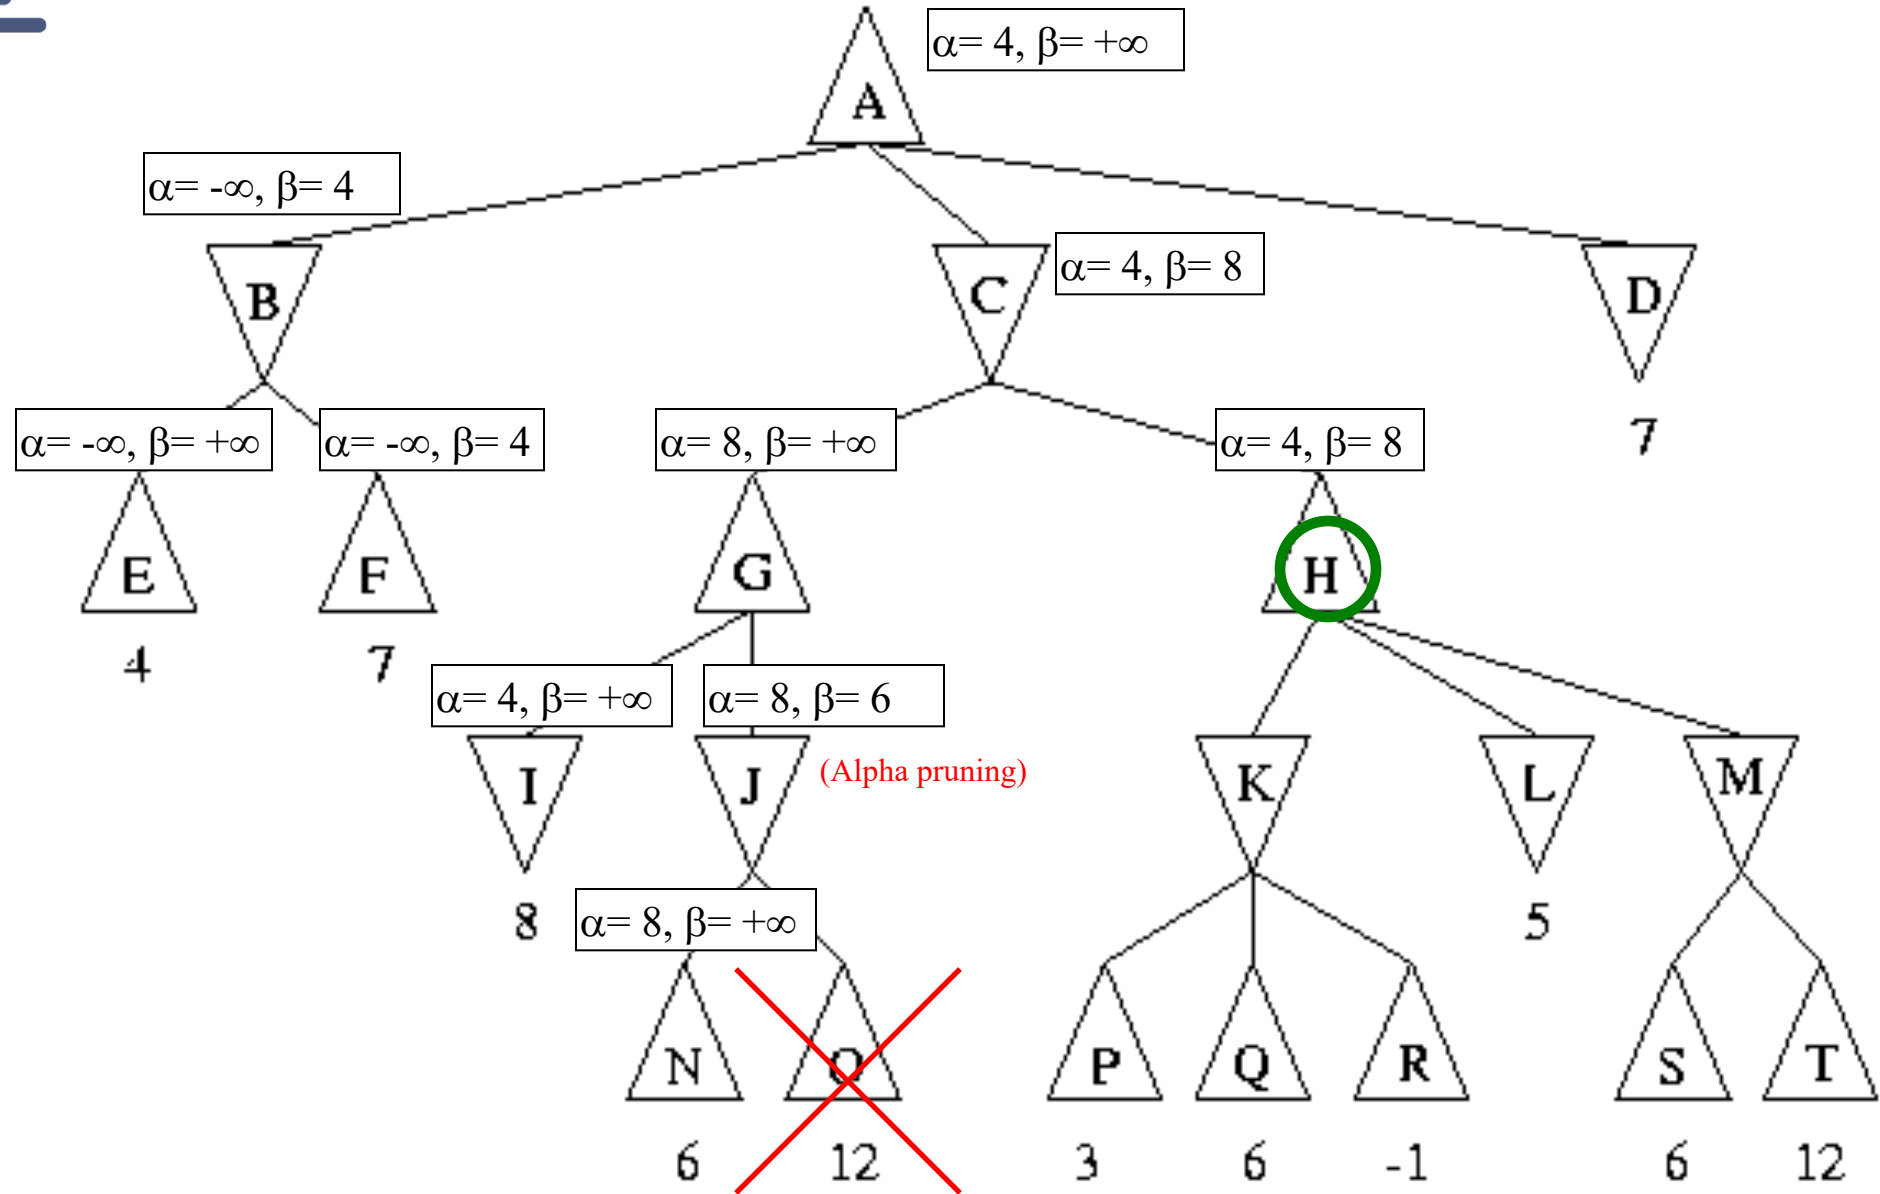 α= 4, β= +∞
A
α= -∞, β= 4
B
C
α= 4, β= 8
D
α= -∞, β= +∞
α= -∞, β= 4
α= 8, β= +∞
α= 4, β= 8
7
E
F
G
H
4
7
α= 4, β= +∞
α= 8, β= 6
I
J
(Alpha pruning)
K
L
M
8
α= 8, β= +∞
5
N
O
P
Q
R
S
T
6
12
3
6
-1
6
12